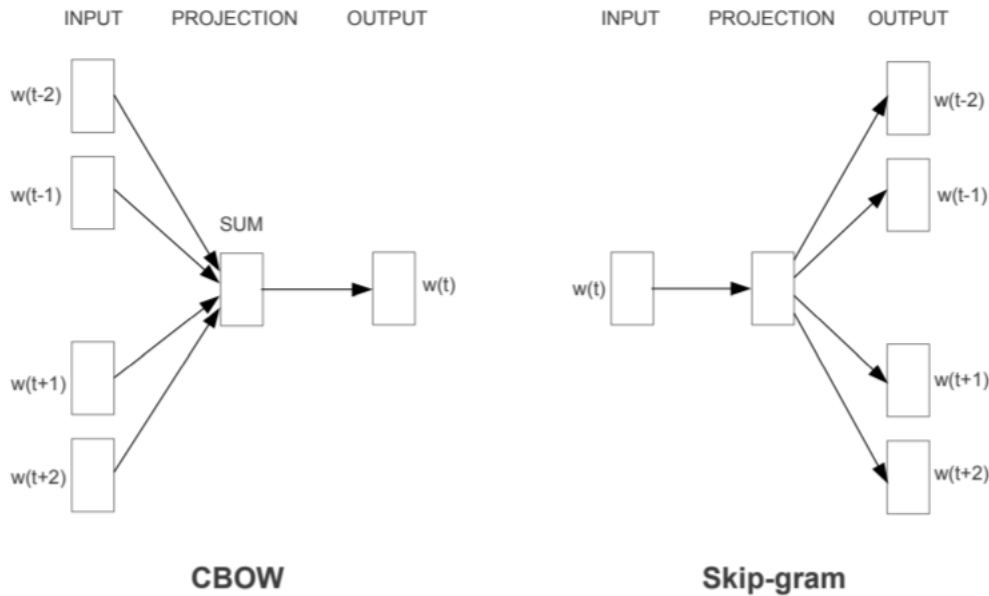 INPUT PROJECTION OUTPUT
w(t-2)
w(t-1)
SUM
w(t)
w(t+1)
w(t+2)
CBOW
INPUT PROJECTION OUTPUT
w(t-2)
w(t-1)
w(t)
w(t+1)
w(t+2)
Skip-gram